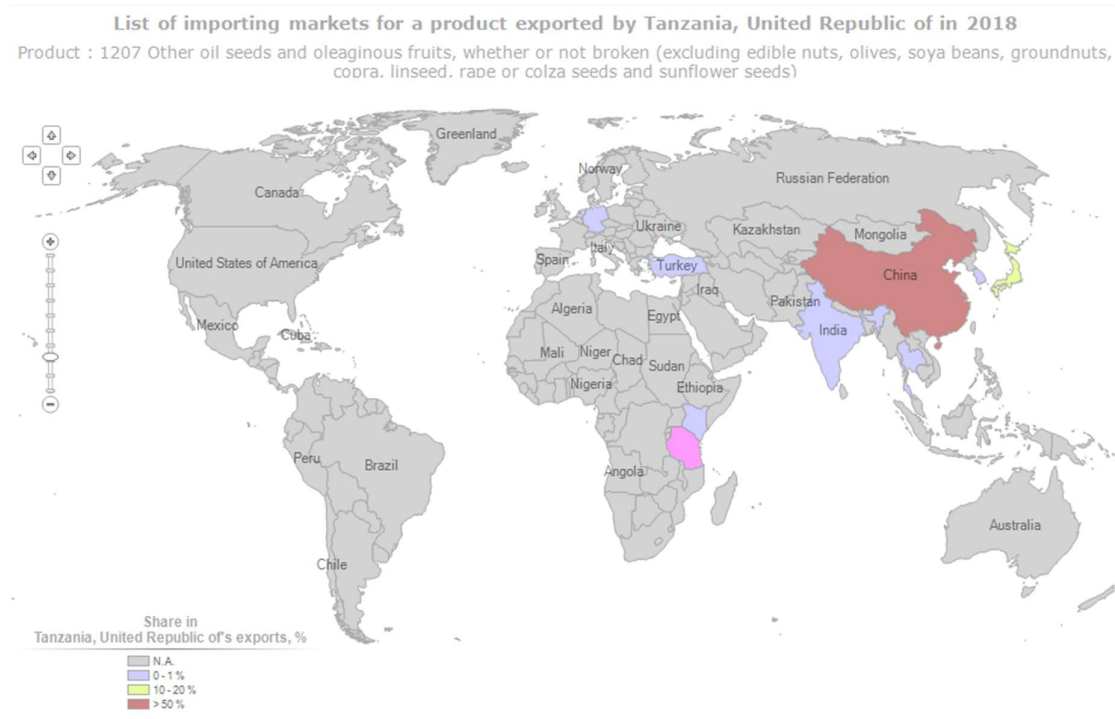 List of importing markets for a product exported by Tanzania, United Republic of in 2018
Product : 1207 Other oil seeds and oleaginous fruits, whether or not broken (excluding edible nuts, olives, soya beans, groundnuts,
copra, linseed, rape or colza seeds and sunflower seeds)
Greenland
Norway
Russian Federation
Canada
Ukraine
Kazakhstan
Mongolia
Italy
Spain
United States of America
Turkey
China
Iraq
Pakistan
Algeria
Egypt
Mexico
Cuba
India
Mali
Niger
Chad
Sudan
Nigeria
Ethiopia
Peru
Brazil
Angola
Australia
Chile
Share in
Tanzania, United Republic of's exports, %
N.A.
0 - 1 %
10 - 20 %
> 50 %